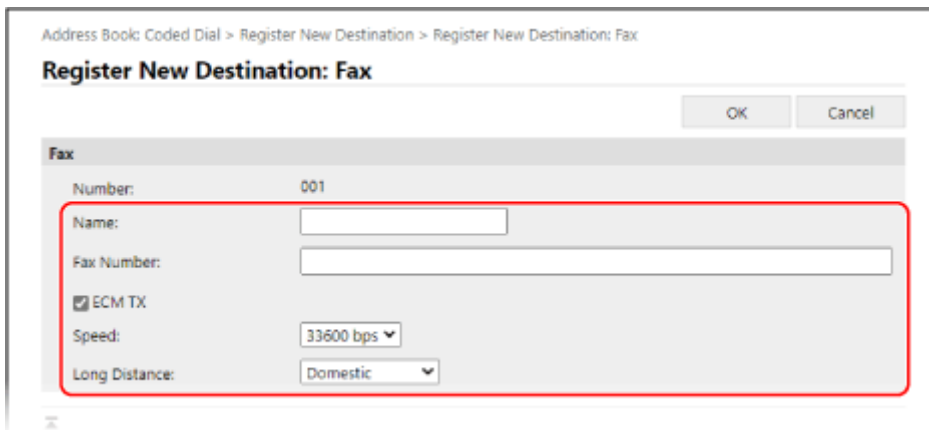 Address Book: Coded Dial > Register New Destination > Register New Destination: Fax
Register New Destination: Fax
OK Cancel
Fax
Number: 001
Name:
Fax Number:
ECM TX
Speed: 33600 bps
Long Distance: Domestic